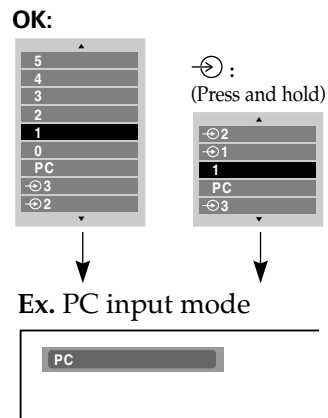 OK:
5
4
3
2
1
0
PC
3
2
:
(Press and hold)
2
1
1
PC
3
Ex. PC input mode
PC